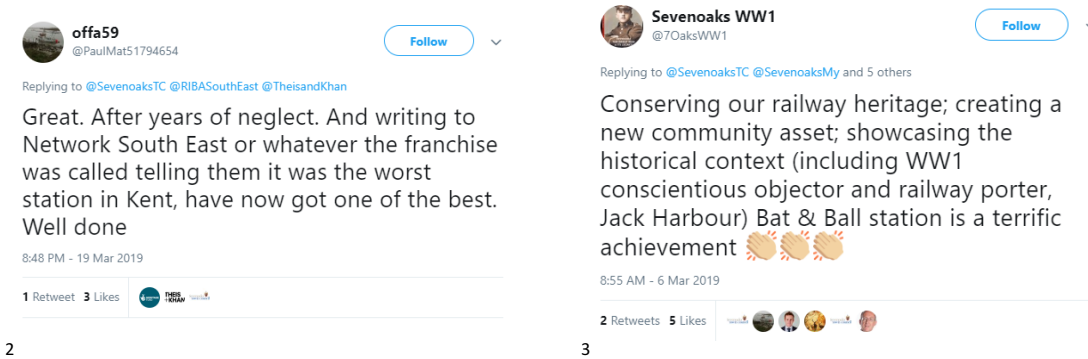 offa59
@PaulMat51794654
Follow
Replying to @SevenoaksTC @RIBASouthEast @TheisandKhan
Great. After years of neglect. And writing to
Network South East or whatever the franchise
was called telling them it was the worst
station in Kent, have now got one of the best.
Well done
8:48 PM - 19 Mar 2019
1 Retweet 3 Likes
THEIS
+KHAN
2
Sevenoaks WW1
@7OaksWW1
Follow
Replying to @SevenoaksTC @SevenoaksMy and 5 others
Conserving our railway heritage; creating a
new community asset; showcasing the
historical context (including WW1
conscientious objector and railway porter,
Jack Harbour) Bat & Ball station is a terrific
achievement 👏🏼👏🏼👏🏼
8:55 AM - 6 Mar 2019
2 Retweets 5 Likes
3